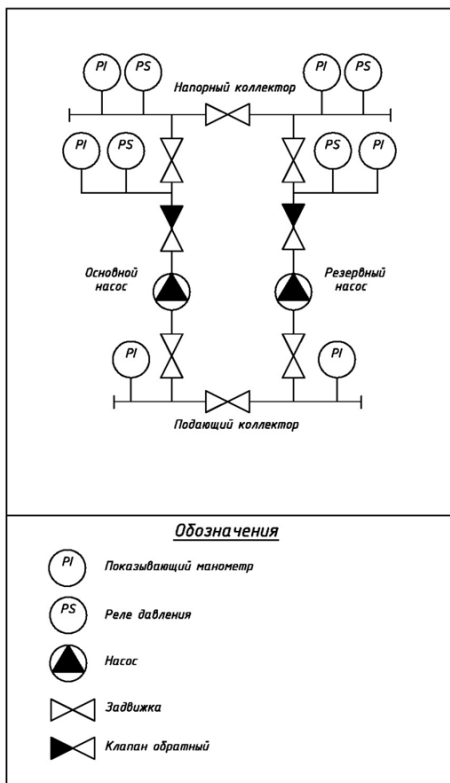 PI
PS
PI
PS
Напорный коллектор
PI
PS
PS
PI
Основной
насос
Резервный
насос
PI
PI
Подающий коллектор
Обозначения
PI
Показывающий манометр
PS
Реле давления
Насос
Задвижка
Клапан обратный